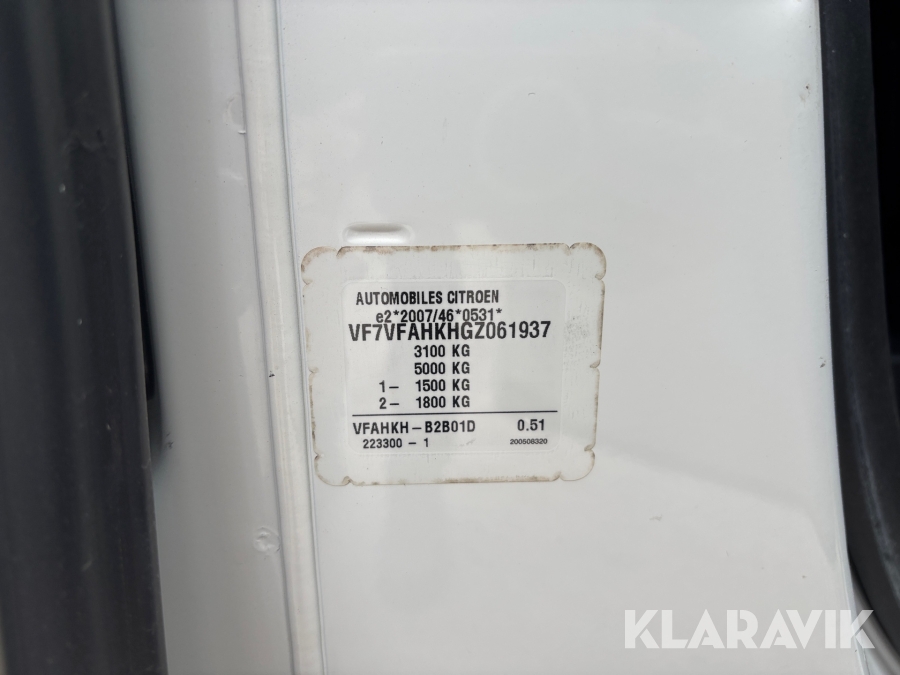 AUTOMOBILES CITROEN
e2*2007/46*0531*
VF7VFAHKHGZ061937
3100 KG
5000 KG
1- 1500 KG
2- 1800 KG
VFAHKH-B2B01D 0.51
223300 - 1 200508320
KLARAVIK